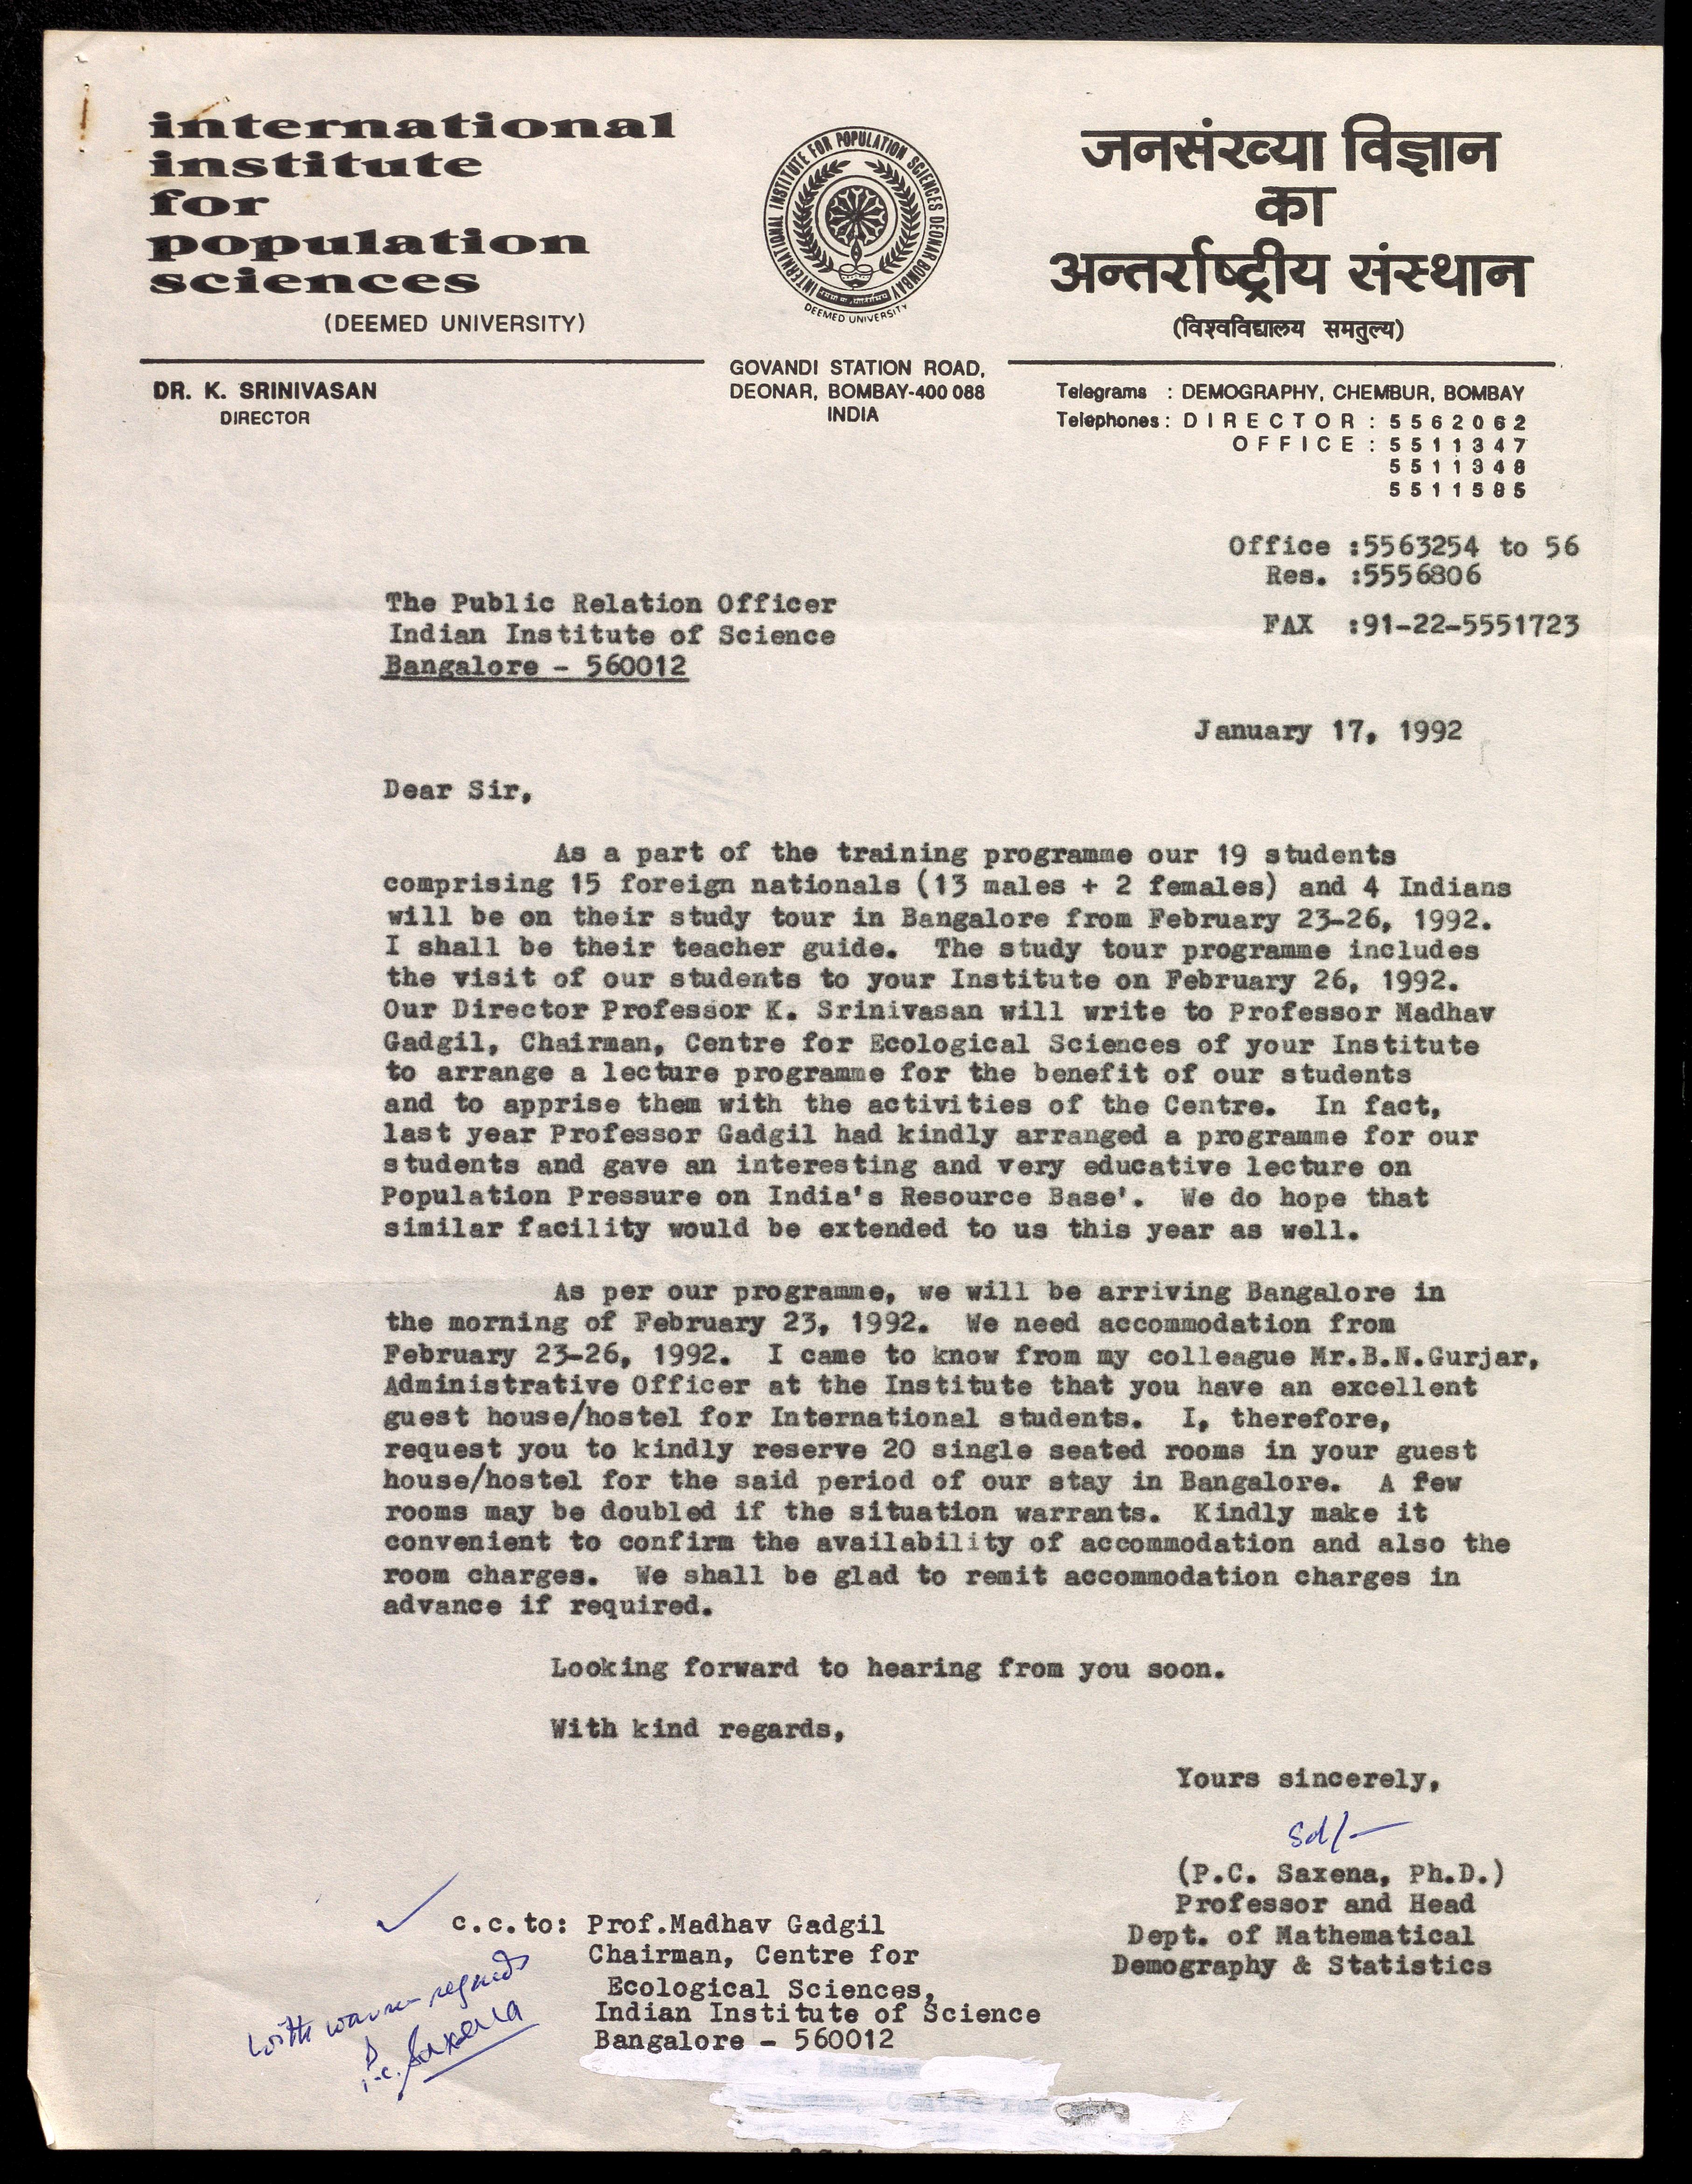 international
institute
for
population
sciences
(DEEMED UNIVERSITY)
INTERNATIONAL INSTITUTE FOR POPULATION SCIENCES DEONAR BOMBAY
DEEMED UNIVERSITY
जनसंख्या विज्ञान
का
अन्तर्राष्ट्रीय संस्थान
(विश्वविद्यालय समतुल्य)
DR. K. SRINIVASAN
DIRECTOR
GOVANDI STATION ROAD,
DEONAR, BOMBAY-400 088
INDIA
Telegrams : DEMOGRAPHY, CHEMBUR, BOMBAY
Telephones : DIRECTOR : 5562062
OFFICE : 5511347
5511348
5511585
Office :5563254 to 56
Res. :5556806
FAX :91-22-5551723
The Public Relation Officer
Indian Institute of Science
Bangalore - 560012
January 17, 1992
Dear Sir,
As a part of the training programme our 19 students
comprising 15 foreign nationals (13 males + 2 females) and 4 Indians
will be on their study tour in Bangalore from February 23-26, 1992.
I shall be their teacher guide. The study tour programme includes
the visit of our students to your Institute on February 26, 1992.
Our Director Professor K. Srinivasan will write to Professor Madhav
Gadgil, Chairman, Centre for Ecological Sciences of your Institute
to arrange a lecture programme for the benefit of our students
and to apprise them with the activities of the Centre. In fact,
last year Professor Gadgil had kindly arranged a programme for our
students and gave an interesting and very educative lecture on
Population Pressure on India's Resource Base'. We do hope that
similar facility would be extended to us this year as well.
As per our programme, we will be arriving Bangalore in
the morning of February 23, 1992. We need accommodation from
February 23-26, 1992. I came to know from my colleague Mr.B.N.Gurjar,
Administrative Officer at the Institute that you have an excellent
guest house/hostel for International students. I, therefore,
request you to kindly reserve 20 single seated rooms in your guest
house/hostel for the said period of our stay in Bangalore. A few
rooms may be doubled if the situation warrants. Kindly make it
convenient to confirm the availability of accommodation and also the
room charges. We shall be glad to remit accommodation charges in
advance if required.
Looking forward to hearing from you soon.
With kind regards,
Yours sincerely,
Sd/-
(P.C. Saxena, Ph.D.)
Professor and Head
Dept. of Mathematical
Demography & Statistics
c.c.to: Prof.Madhav Gadgil
Chairman, Centre for
Ecological Sciences,
Indian Institute of Science
Bangalore - 560012
With warm regards
P.C. Saxena